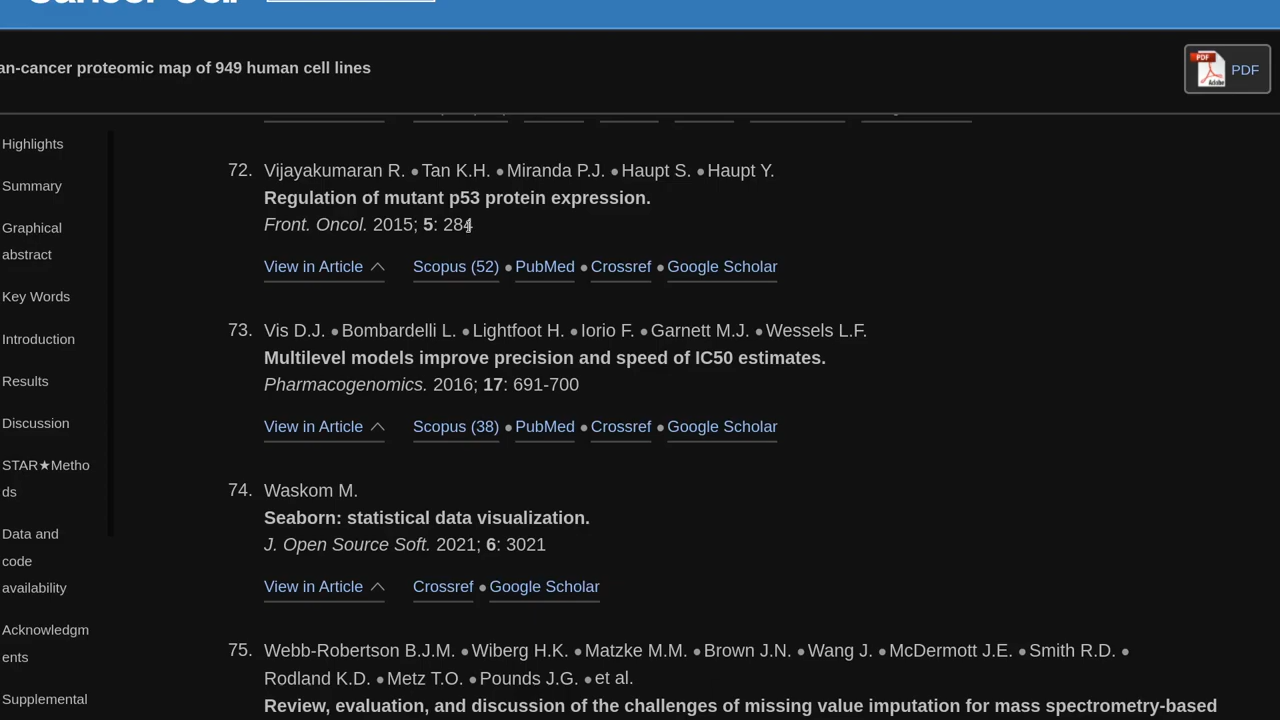 Cancer Cell
an-cancer proteomic map of 949 human cell lines
PDF
PDF
Adobe
Highlights
Summary
Graphical
abstract
Key Words
Introduction
Results
Discussion
STAR★Metho
ds
Data and
code
availability
Acknowledgm
ents
Supplemental
72. Vijayakumaran R. ● Tan K.H. ● Miranda P.J. ● Haupt S. ● Haupt Y.
Regulation of mutant p53 protein expression.
Front. Oncol. 2015; 5: 284
View in Article Scopus (52) ● PubMed ● Crossref ● Google Scholar
73. Vis D.J. ● Bombardelli L. ● Lightfoot H. ● Iorio F. ● Garnett M.J. ● Wessels L.F.
Multilevel models improve precision and speed of IC50 estimates.
Pharmacogenomics. 2016; 17: 691-700
View in Article Scopus (38) ● PubMed ● Crossref ● Google Scholar
74. Waskom M.
Seaborn: statistical data visualization.
J. Open Source Soft. 2021; 6: 3021
View in Article Crossref ● Google Scholar
75. Webb-Robertson B.J.M. ● Wiberg H.K. ● Matzke M.M. ● Brown J.N. ● Wang J. ● McDermott J.E. ● Smith R.D. ●
Rodland K.D. ● Metz T.O. ● Pounds J.G. ● et al.
Review, evaluation, and discussion of the challenges of missing value imputation for mass spectrometry-based